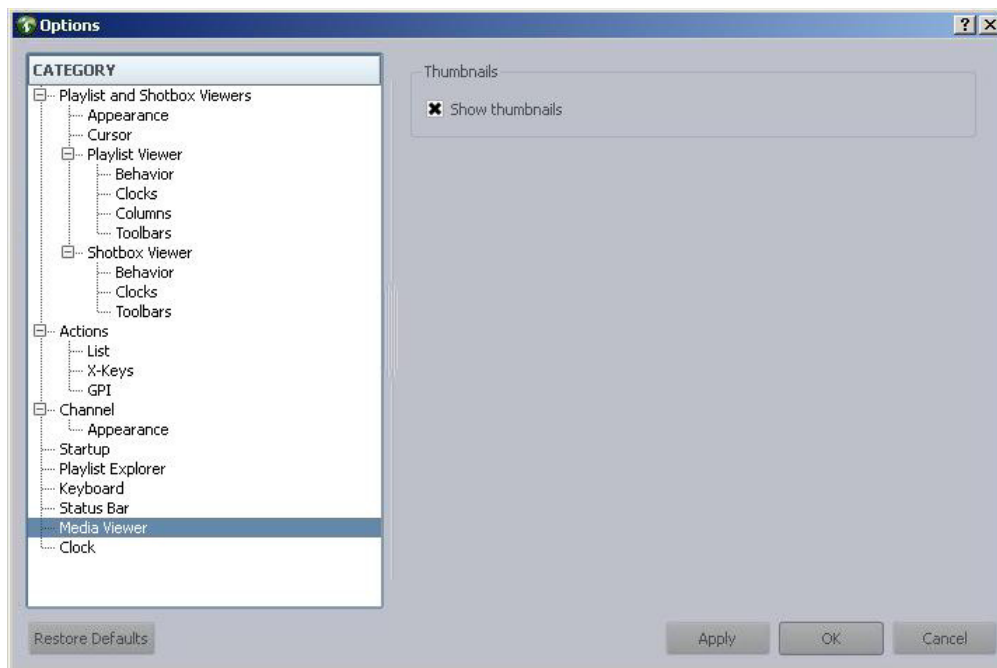 Options
CATEGORY
Playlist and Shotbox Viewers
Appearance
Cursor
Playlist Viewer
Behavior
Clocks
Columns
Toolbars
Shotbox Viewer
Behavior
Clocks
Toolbars
Actions
List
X-Keys
GPI
Channel
Appearance
Startup
Playlist Explorer
Keyboard
Status Bar
Media Viewer
Clock
Thumbnails
Show thumbnails
Restore Defaults
Apply
OK
Cancel